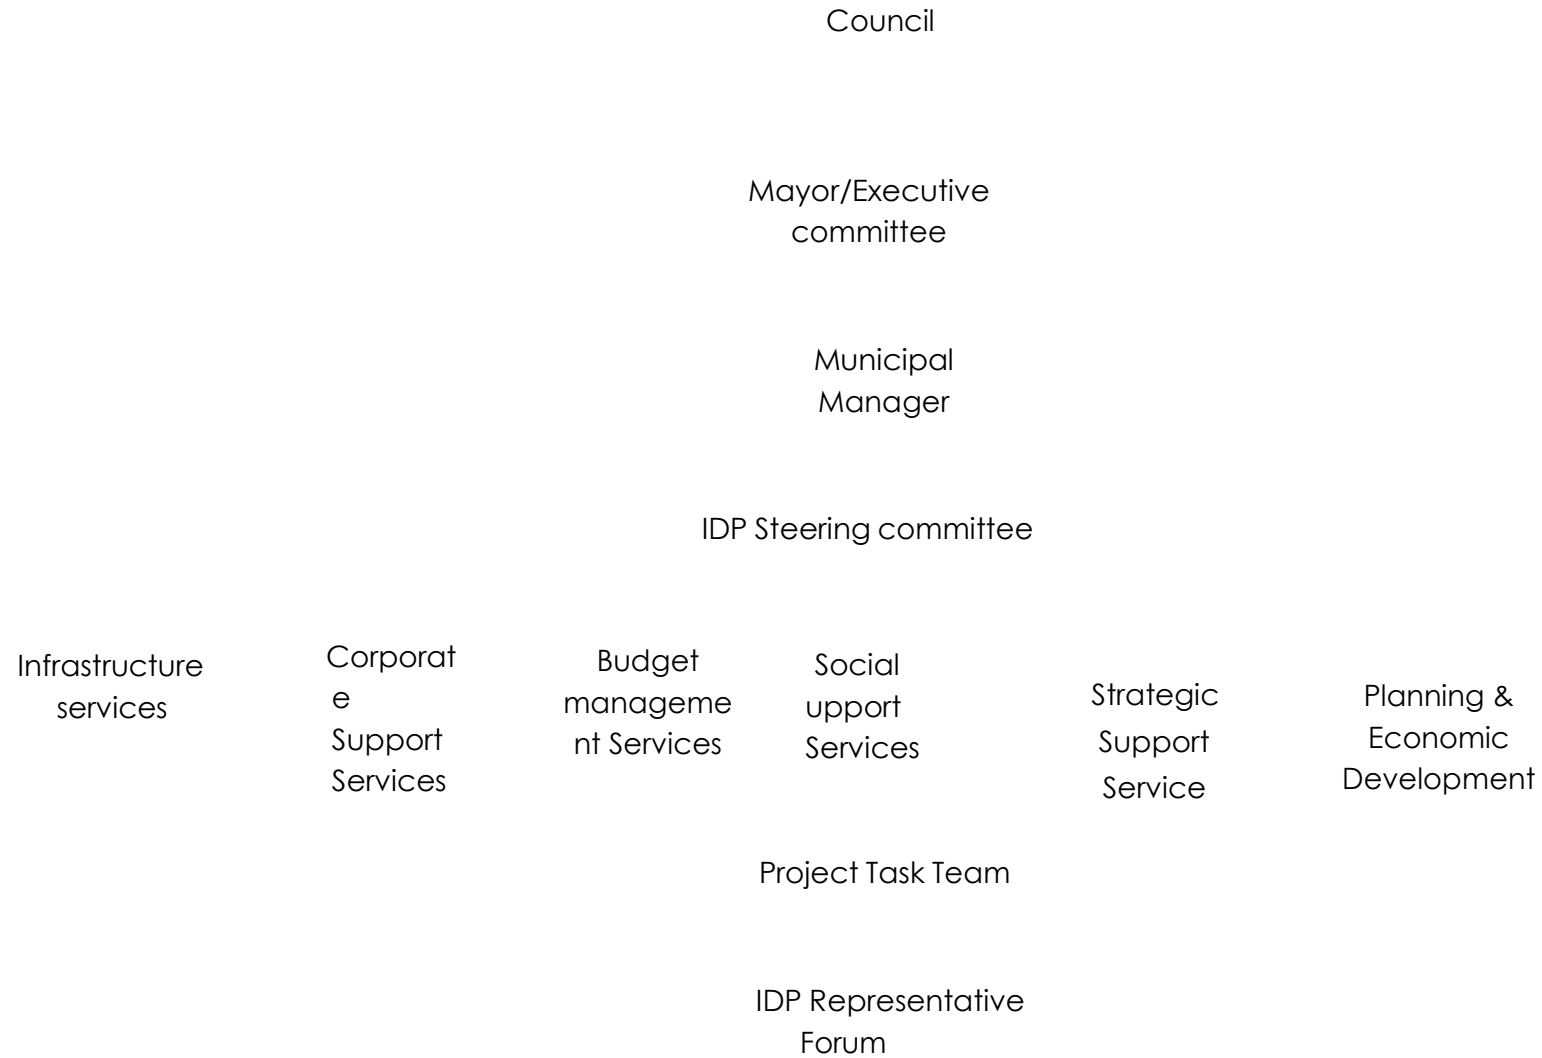 Council
Mayor/Executive
committee
Municipal
Manager
IDP Steering committee
Infrastructure
services
Corporat
e
Support
Services
Budget
manageme
nt Services
Social
upport
Services
Strategic
Support
Service
Planning &
Economic
Development
Project Task Team
IDP Representative
Forum